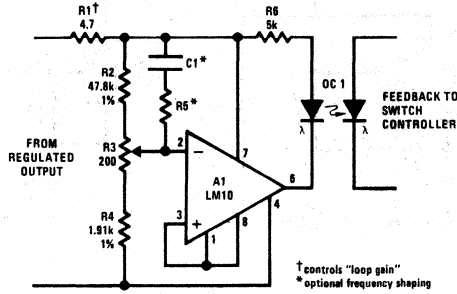 R1†
4.7
R6
5k
C1*
R2
47.8k
1%
OC 1
R5*
FEEDBACK TO
SWITCH
CONTROLLER
λ
λ
FROM
REGULATED
OUTPUT
R3
200
2
−
7
A1
LM10
6
3
+
4
R4
1.91k
1%
1
8
†controls "loop gain"
*optional frequency shaping